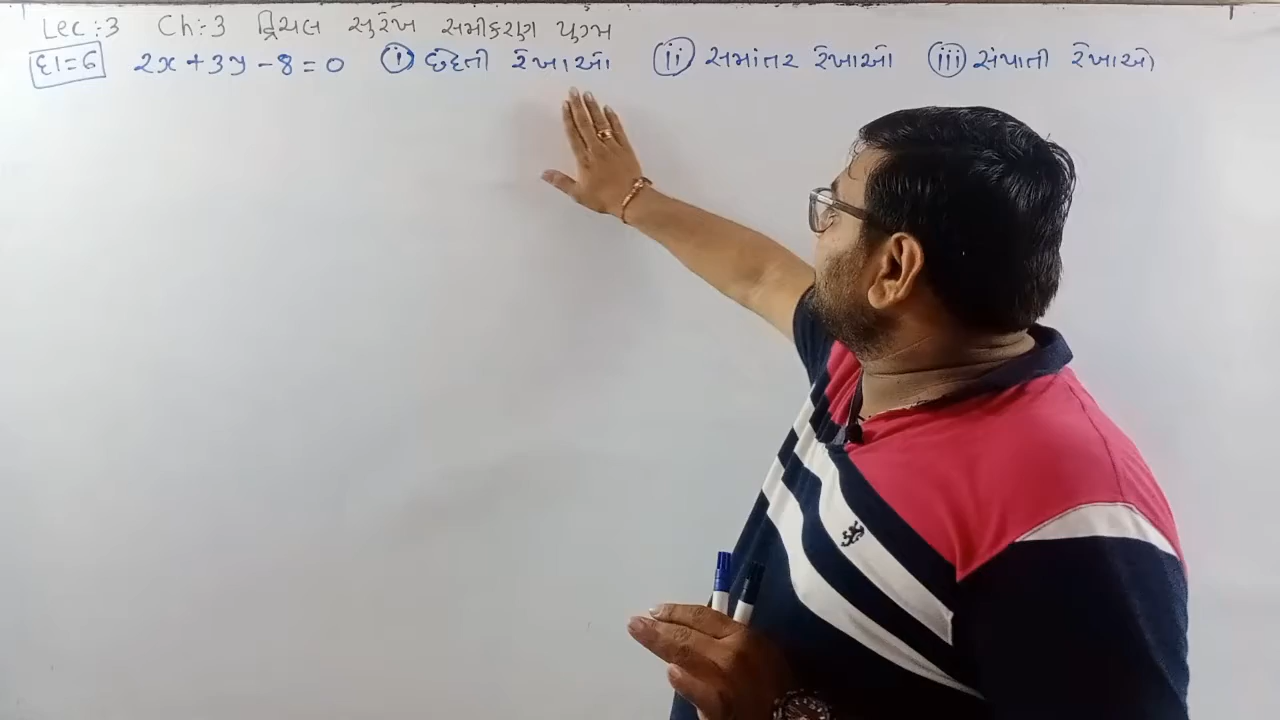 Lec:3 Ch:3 દ્વિચલ સુરેખ સમીકરણ યુગ્મ
દા=6 2x+3y-8=0 (i) છેદતી રેખાઓ (ii) સમાંતર રેખાઓ (iii) સંપાતી રેખાઓ